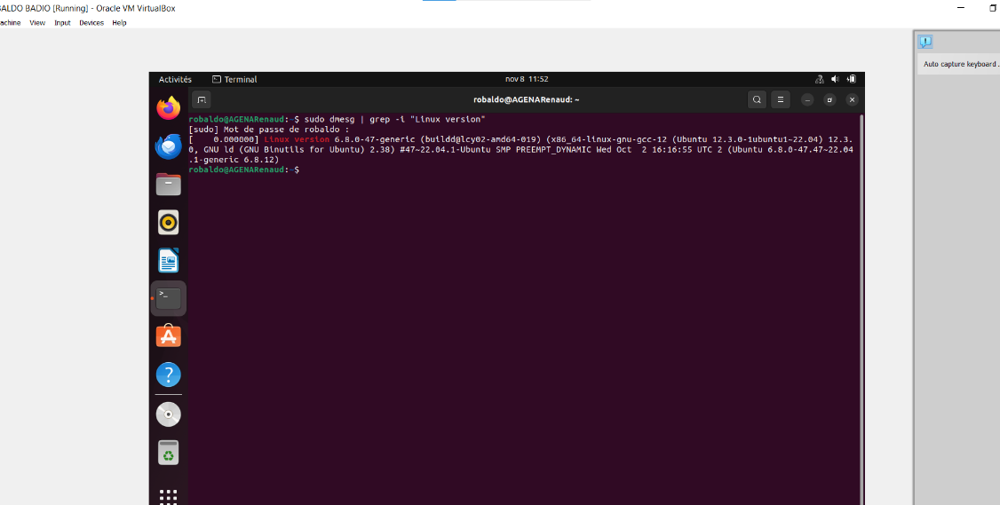 ALDO BADIO [Running] - Oracle VM VirtualBox
achine View Input Devices Help
Auto capture keyboard ..
Activités Terminal nov 8 11:52
robaldo@AGENARenaud: ~
robaldo@AGENARenaud:~$ sudo dmesg | grep -i "Linux version"
[sudo] Mot de passe de robaldo :
[    0.000000] Linux version 6.8.0-47-generic (buildd@lcy02-amd64-019) (x86_64-linux-gnu-gcc-12 (Ubuntu 12.3.0-1ubuntu1~22.04) 12.3.
0, GNU ld (GNU Binutils for Ubuntu) 2.38) #47~22.04.1-Ubuntu SMP PREEMPT_DYNAMIC Wed Oct  2 16:16:55 UTC 2 (Ubuntu 6.8.0-47.47~22.04
.1-generic 6.8.12)
robaldo@AGENARenaud:~$